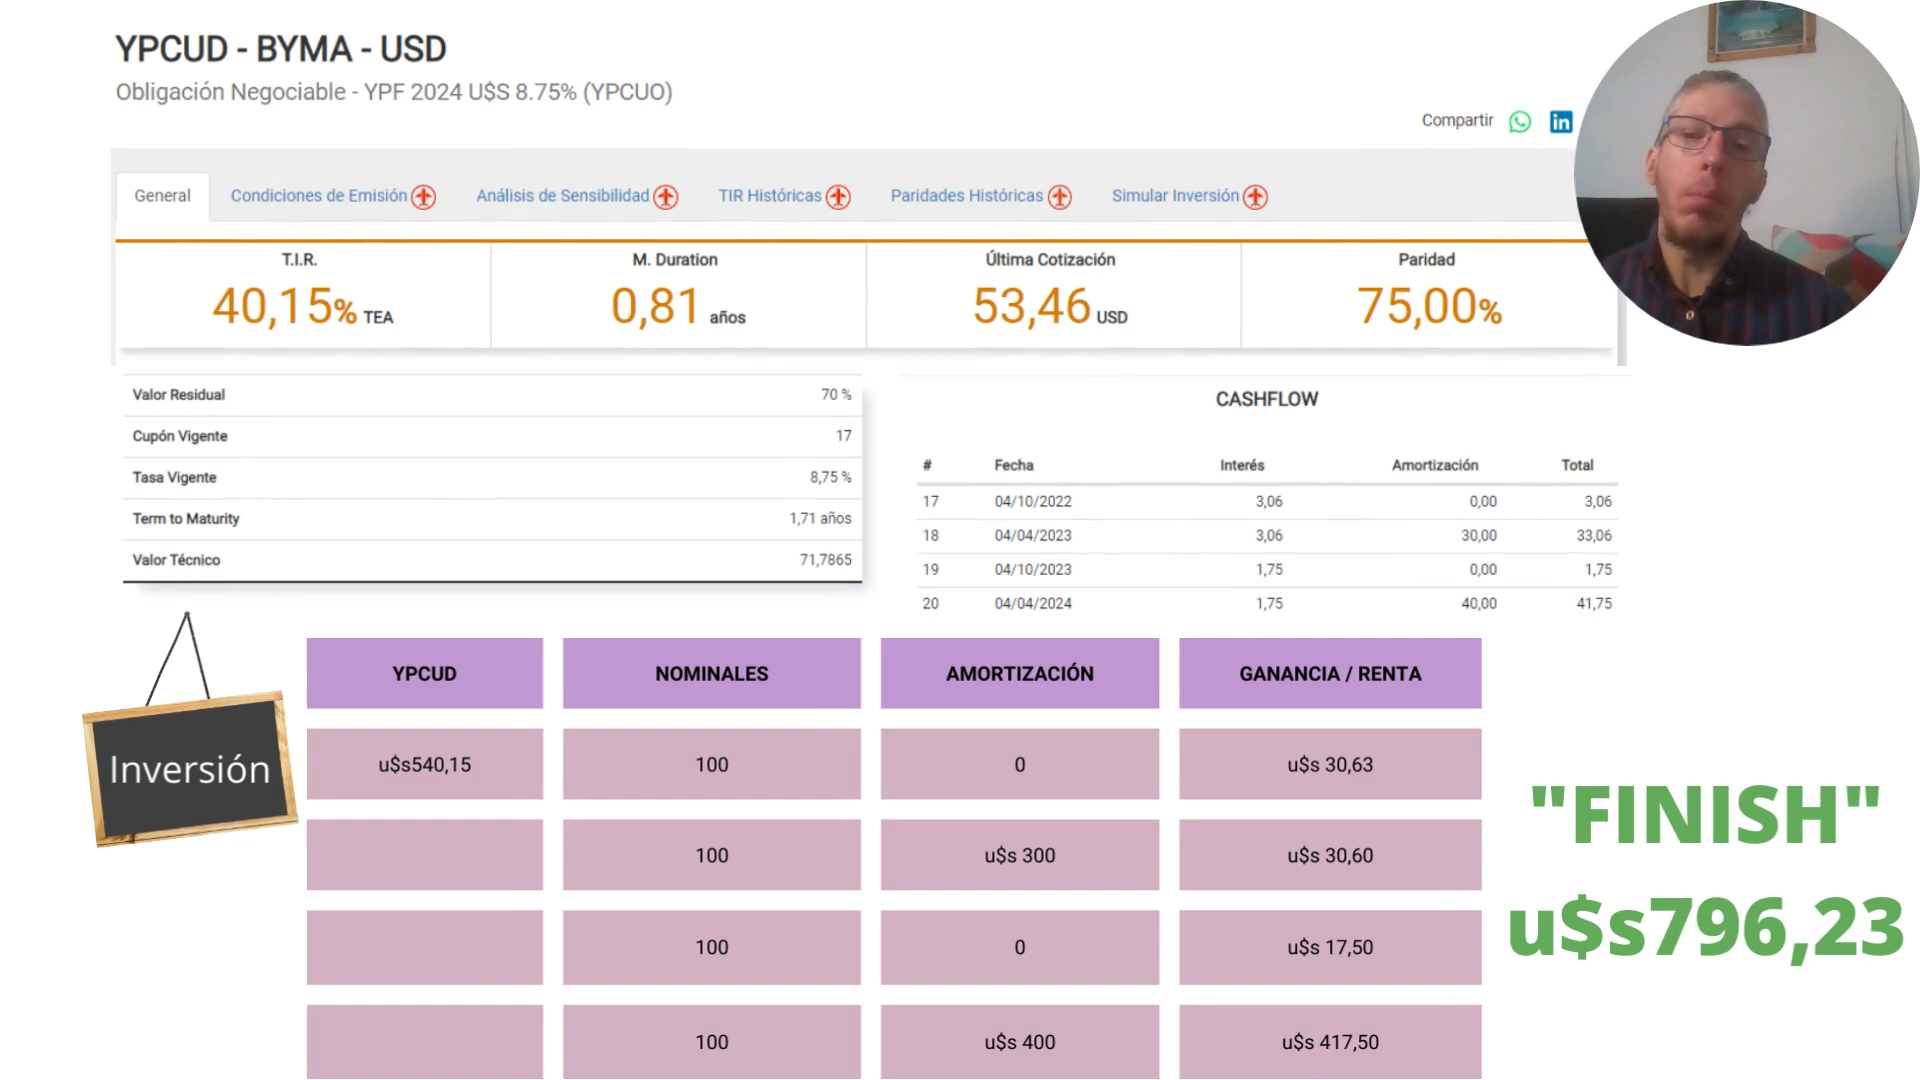 YPCUD - BYMA - USD
Obligación Negociable - YPF 2024 U$S 8.75% (YPCUO)
Compartir
General Condiciones de Emisión Análisis de Sensibilidad TIR Históricas Paridades Históricas Simular Inversión
T.I.R. M. Duration Última Cotización Paridad
40,15% TEA 0,81 años 53,46 USD 75,00%
Valor Residual 70 %
Cupón Vigente 17
Tasa Vigente 8,75 %
Term to Maturity 1,71 años
Valor Técnico 71,7865
CASHFLOW
# Fecha Interés Amortización Total
17 04/10/2022 3,06 0,00 3,06
18 04/04/2023 3,06 30,00 33,06
19 04/10/2023 1,75 0,00 1,75
20 04/04/2024 1,75 40,00 41,75
Inversión
YPCUD NOMINALES AMORTIZACIÓN GANANCIA / RENTA
u$s540,15 100 0 u$s 30,63
100 u$s 300 u$s 30,60
100 0 u$s 17,50
100 u$s 400 u$s 417,50
"FINISH"
u$s796,23